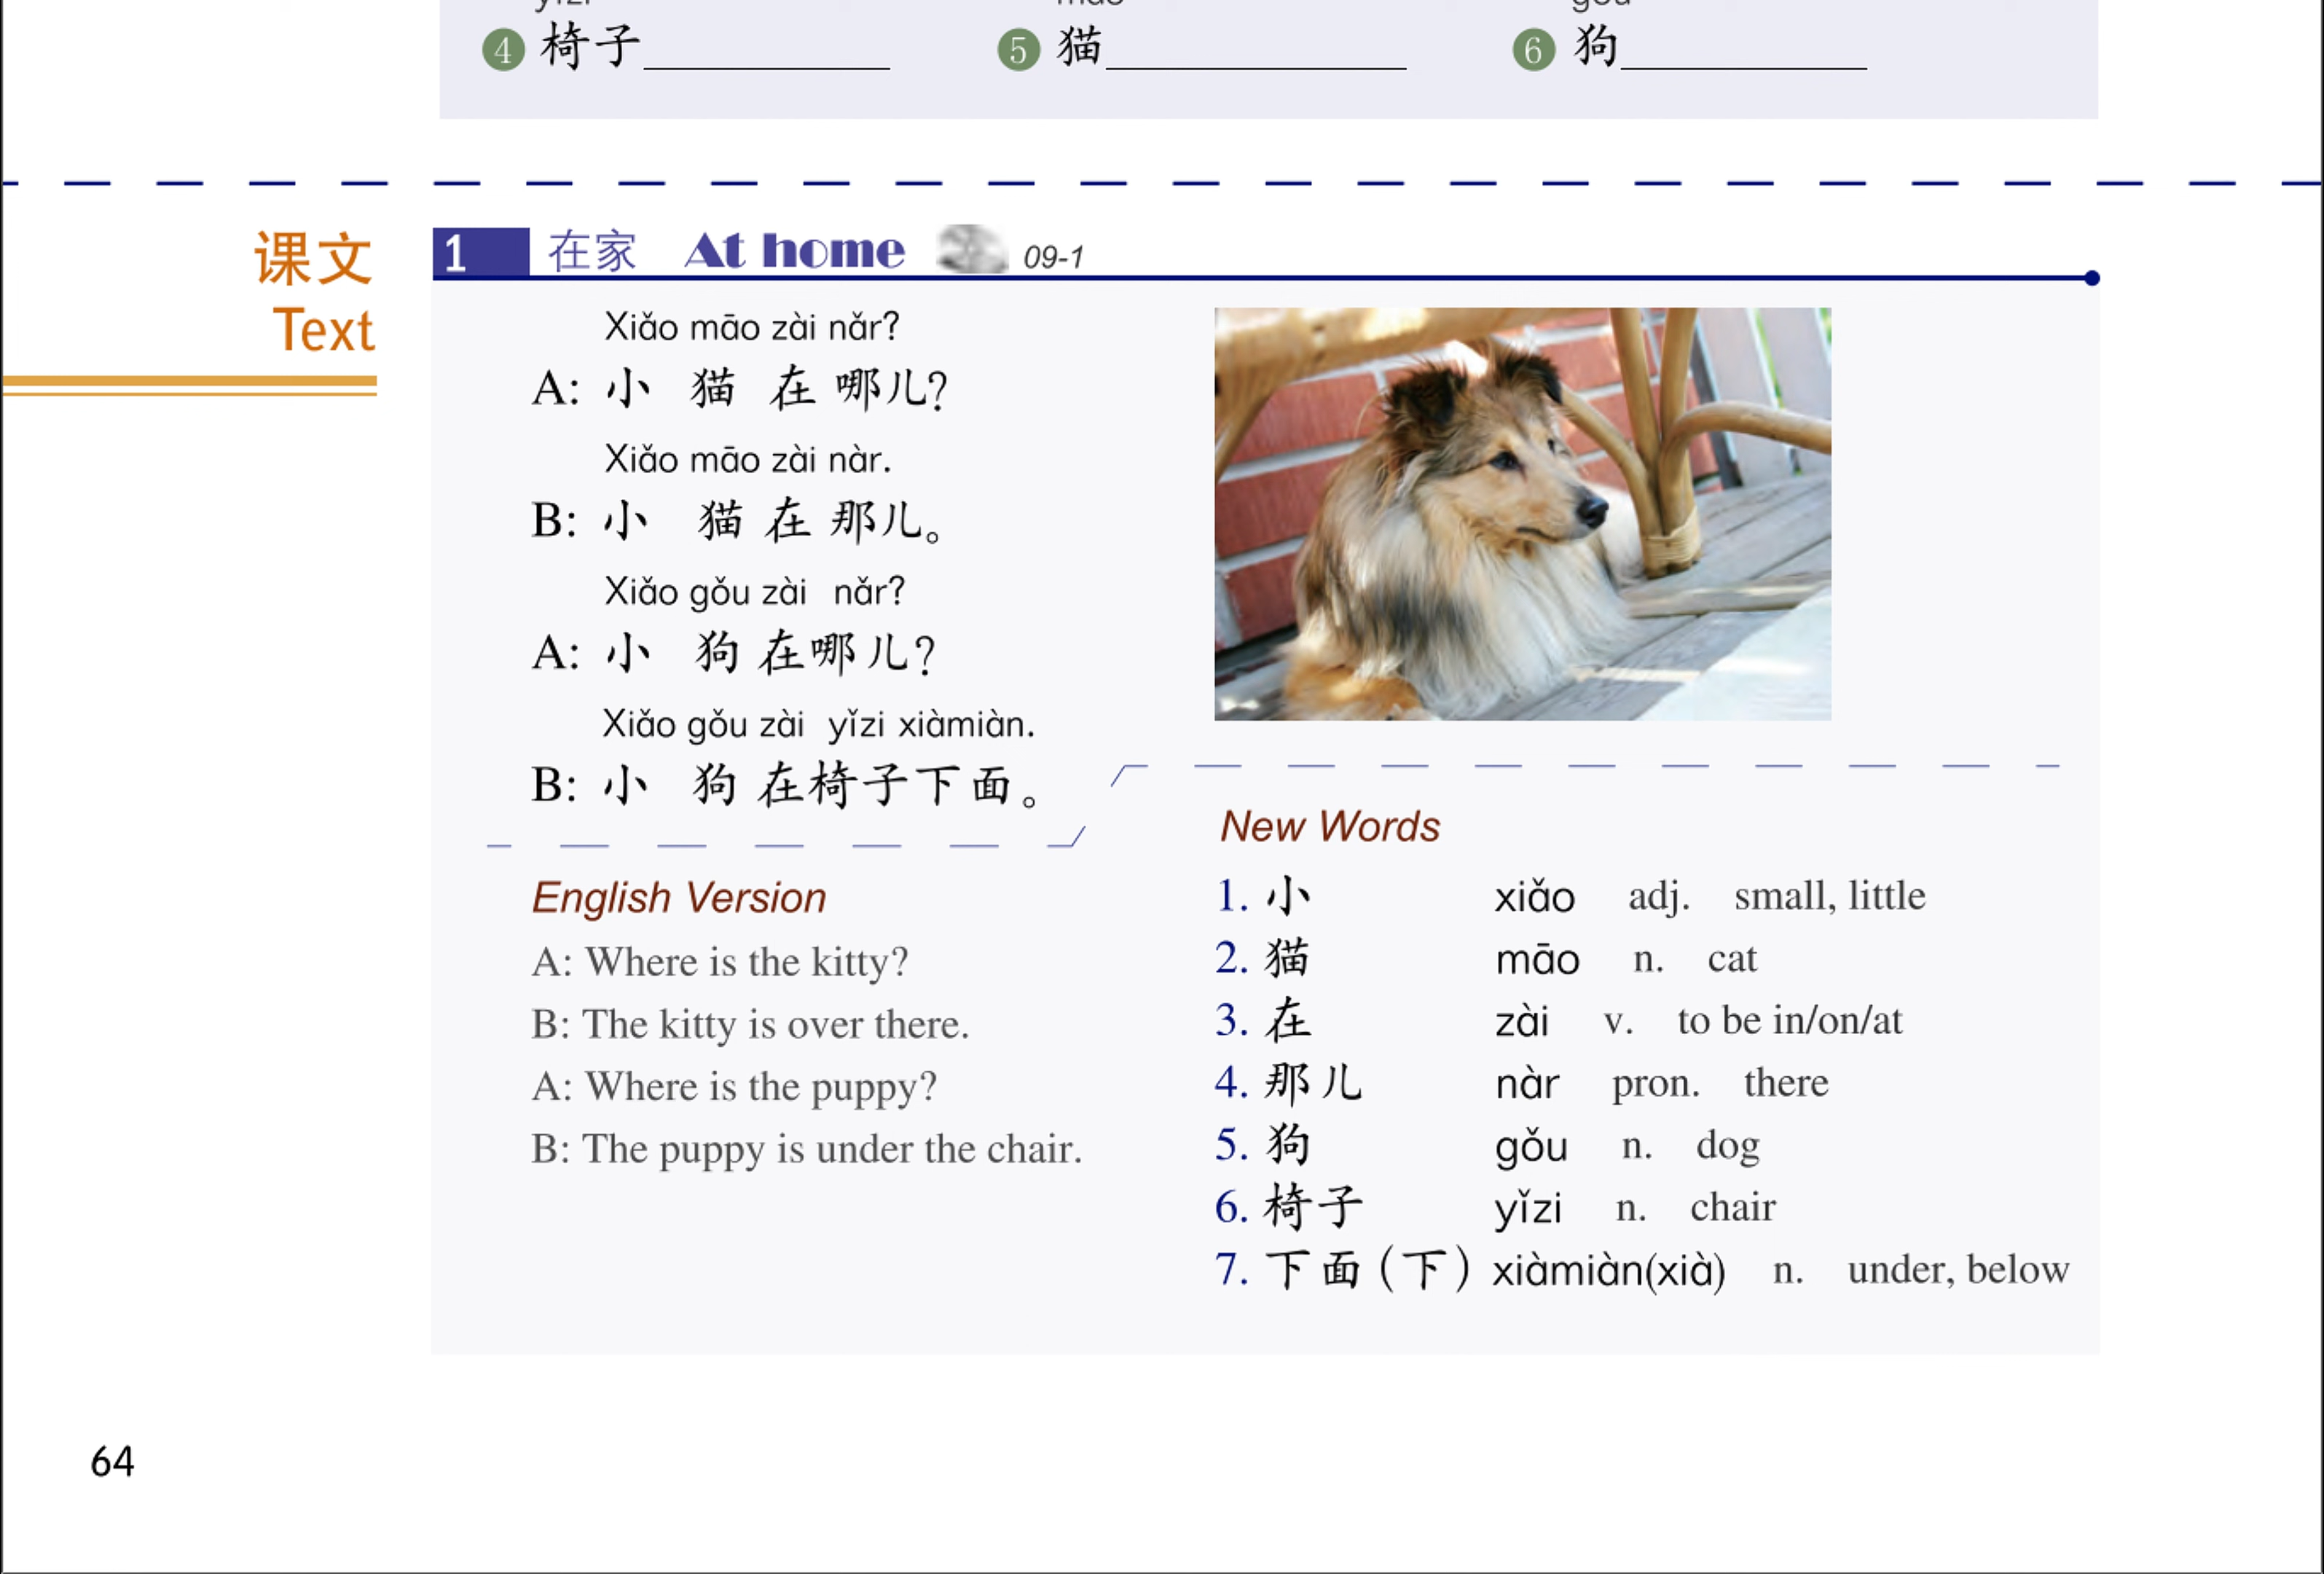 ④ 椅子 ⑤ 猫 ⑥ 狗
课文
Text
1 在家 At home 09-1
Xiǎo māo zài nǎr?
A: 小 猫 在 哪儿?
Xiǎo māo zài nàr.
B: 小 猫 在 那儿。
Xiǎo gǒu zài nǎr?
A: 小 狗 在哪儿?
Xiǎo gǒu zài yǐzi xiàmiàn.
B: 小 狗 在椅子下面。
English Version
A: Where is the kitty?
B: The kitty is over there.
A: Where is the puppy?
B: The puppy is under the chair.
New Words
1. 小 xiǎo adj. small, little
2. 猫 māo n. cat
3. 在 zài v. to be in/on/at
4. 那儿 nàr pron. there
5. 狗 gǒu n. dog
6. 椅子 yǐzi n. chair
7. 下面(下) xiàmiàn(xià) n. under, below
64